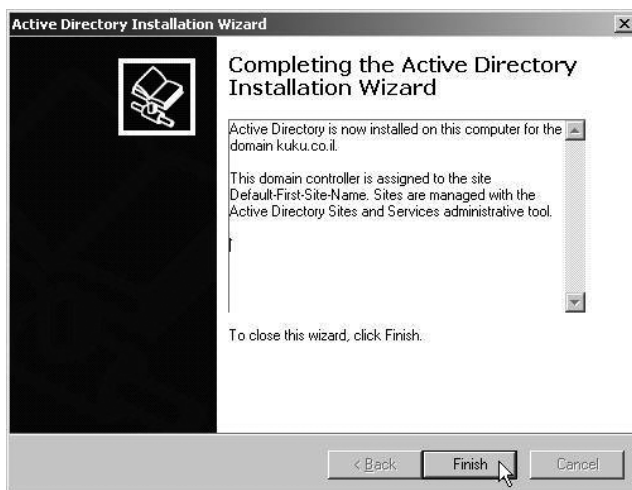 Active Directory Installation Wizard
Completing the Active Directory
Installation Wizard
Active Directory is now installed on this computer for the
domain kuku.co.il.
This domain controller is assigned to the site
Default-First-Site-Name. Sites are managed with the
Active Directory Sites and Services administrative tool.
To close this wizard, click Finish.
< Back Finish Cancel